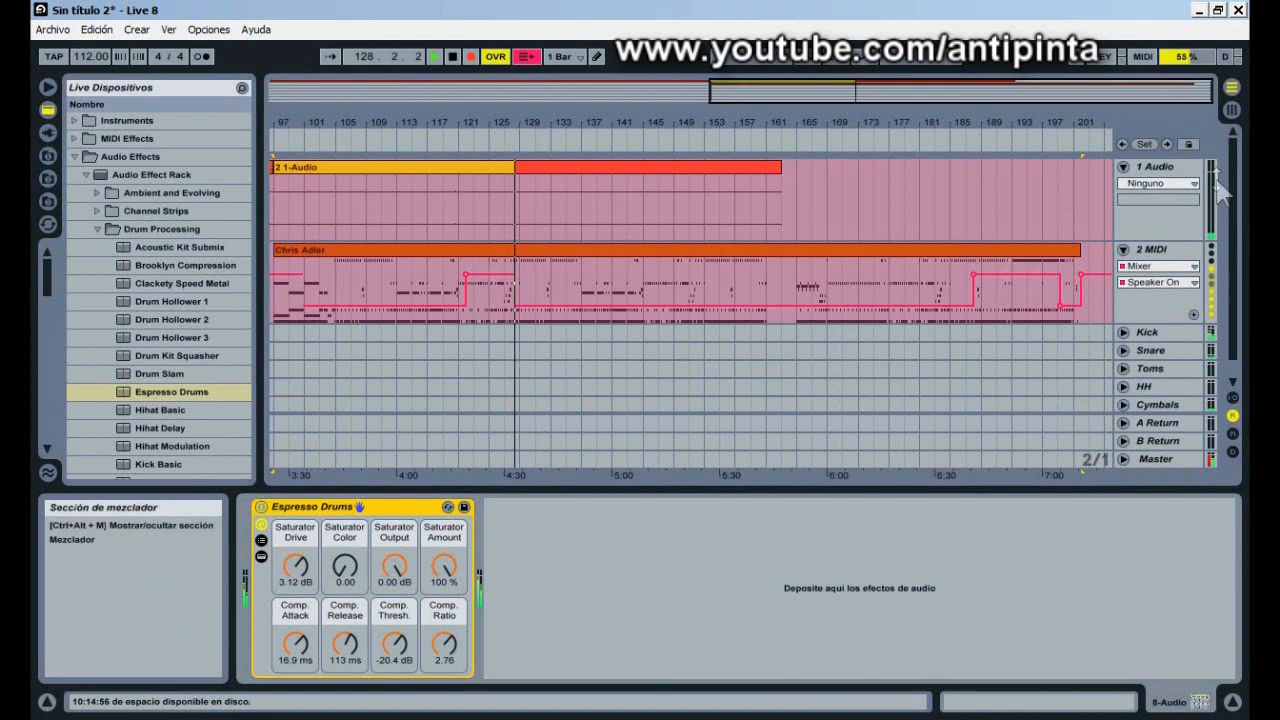 Sin título 2* - Live 8
Archivo Edición Crear Ver Opciones Ayuda
TAP 112.00 4 / 4 128. 2. 2 OVR 1 Bar KEY MIDI 58 % D
www.youtube.com/antipinta
Live Dispositivos
Nombre
Instruments
MIDI Effects
Audio Effects
Audio Effect Rack
Ambient and Evolving
Channel Strips
Drum Processing
Acoustic Kit Submix
Brooklyn Compression
Clackety Speed Metal
Drum Hollower 1
Drum Hollower 2
Drum Hollower 3
Drum Kit Squasher
Drum Slam
Espresso Drums
Hihat Basic
Hihat Delay
Hihat Modulation
Kick Basic
97 101 105 109 113 117 121 125 129 133 137 141 145 149 153 157 161 165 169 173 177 181 185 189 193 197 201
Set
2 1-Audio
Chris Adler
1 Audio
Ninguno
2 MIDI
Mixer
Speaker On
Kick
Snare
Toms
HH
Cymbals
A Return
B Return
2/1 Master
3:30 4:00 4:30 5:00 5:30 6:00 6:30 7:00
Sección de mezclador
[Ctrl+Alt + M] Mostrar/ocultar sección
Mezclador
Espresso Drums
Saturator Drive
3.12 dB
Saturator Color
0.00
Saturator Output
0.00 dB
Saturator Amount
100 %
Comp. Attack
16.9 ms
Comp. Release
113 ms
Comp. Thresh.
-20.4 dB
Comp. Ratio
2.76
Deposite aqui los efectos de audio
10:14:56 de espacio disponible en disco.
8-Audio